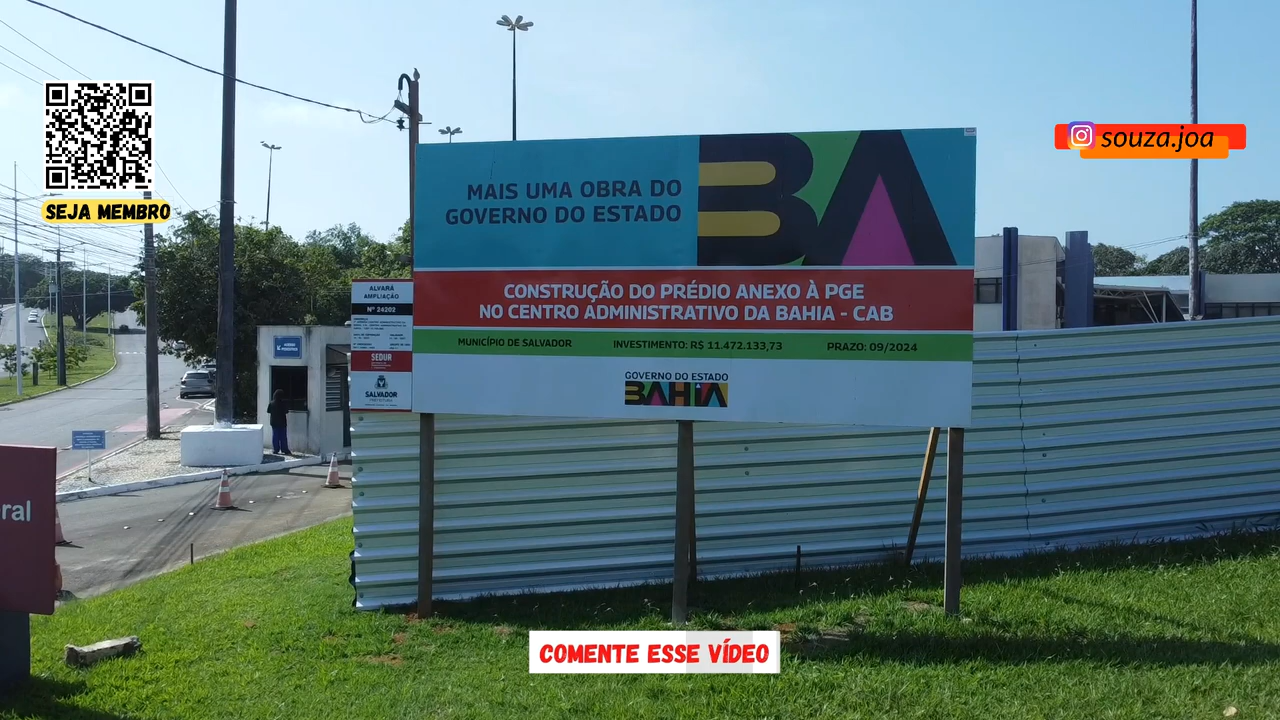 SEJA MEMBRO
souza.joa
MAIS UMA OBRA DO
GOVERNO DO ESTADO
BA
CONSTRUÇÃO DO PRÉDIO ANEXO À PGE
NO CENTRO ADMINISTRATIVO DA BAHIA - CAB
MUNICÍPIO DE SALVADOR INVESTIMENTO: R$ 11.472.133,73 PRAZO: 09/2024
GOVERNO DO ESTADO
BAHIA
ALVARÁ
AMPLIAÇÃO
Nº 24202
SEDUR
SALVADOR
PREFEITURA
ral
COMENTE ESSE VÍDEO